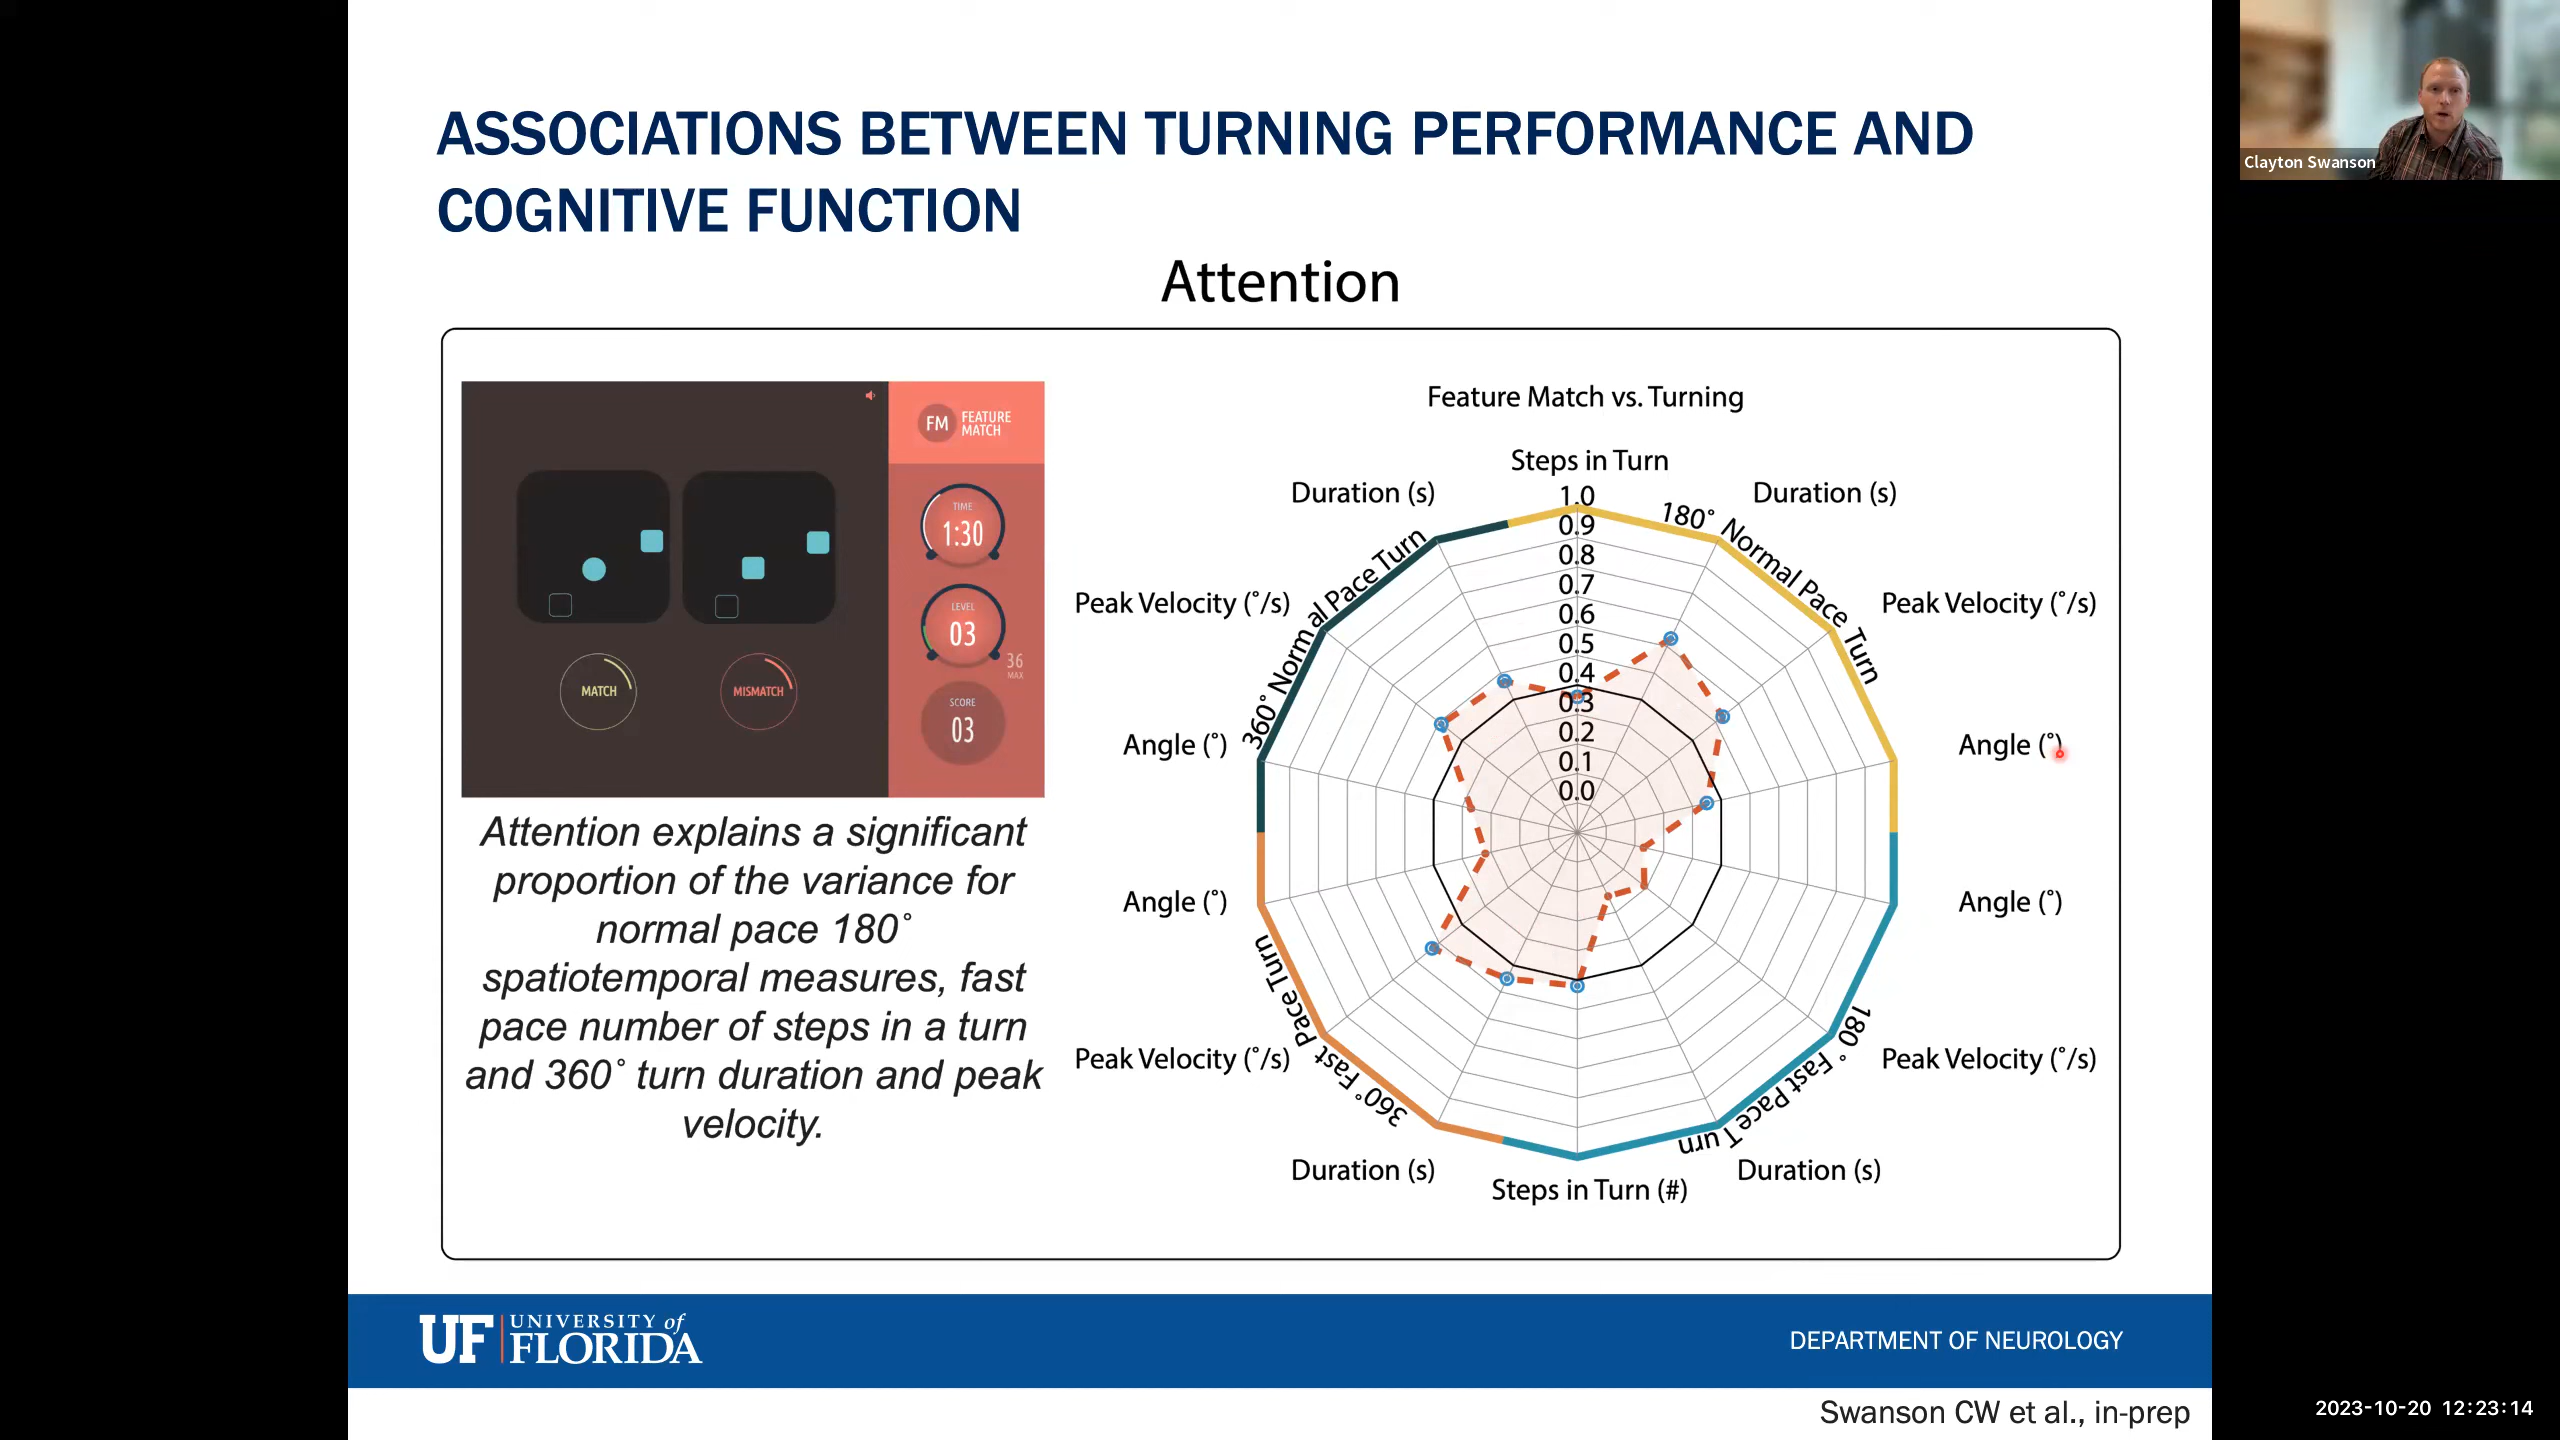 ASSOCIATIONS BETWEEN TURNING PERFORMANCE AND
COGNITIVE FUNCTION
Attention
Clayton Swanson
FM FEATURE
MATCH
TIME
1:30
LEVEL
03
36
MAX
SCORE
03
MATCH
MISMATCH
Attention explains a significant
proportion of the variance for
normal pace 180˚
spatiotemporal measures, fast
pace number of steps in a turn
and 360˚ turn duration and peak
velocity.
Feature Match vs. Turning
Steps in Turn
Duration (s)
Duration (s)
1.0
0.9
0.8
0.7
0.6
0.5
0.4
0.3
0.2
0.1
0.0
180˚ Normal Pace Turn
360˚ Normal Pace Turn
Peak Velocity (˚/s)
Peak Velocity (˚/s)
Angle (˚)
Angle (˚)
Angle (˚)
Angle (˚)
360˚ Fast Pace Turn
180˚ Fast Pace Turn
Peak Velocity (˚/s)
Peak Velocity (˚/s)
Duration (s)
Duration (s)
Steps in Turn (#)
UF UNIVERSITY of
FLORIDA
DEPARTMENT OF NEUROLOGY
Swanson CW et al., in-prep
2023-10-20 12:23:14